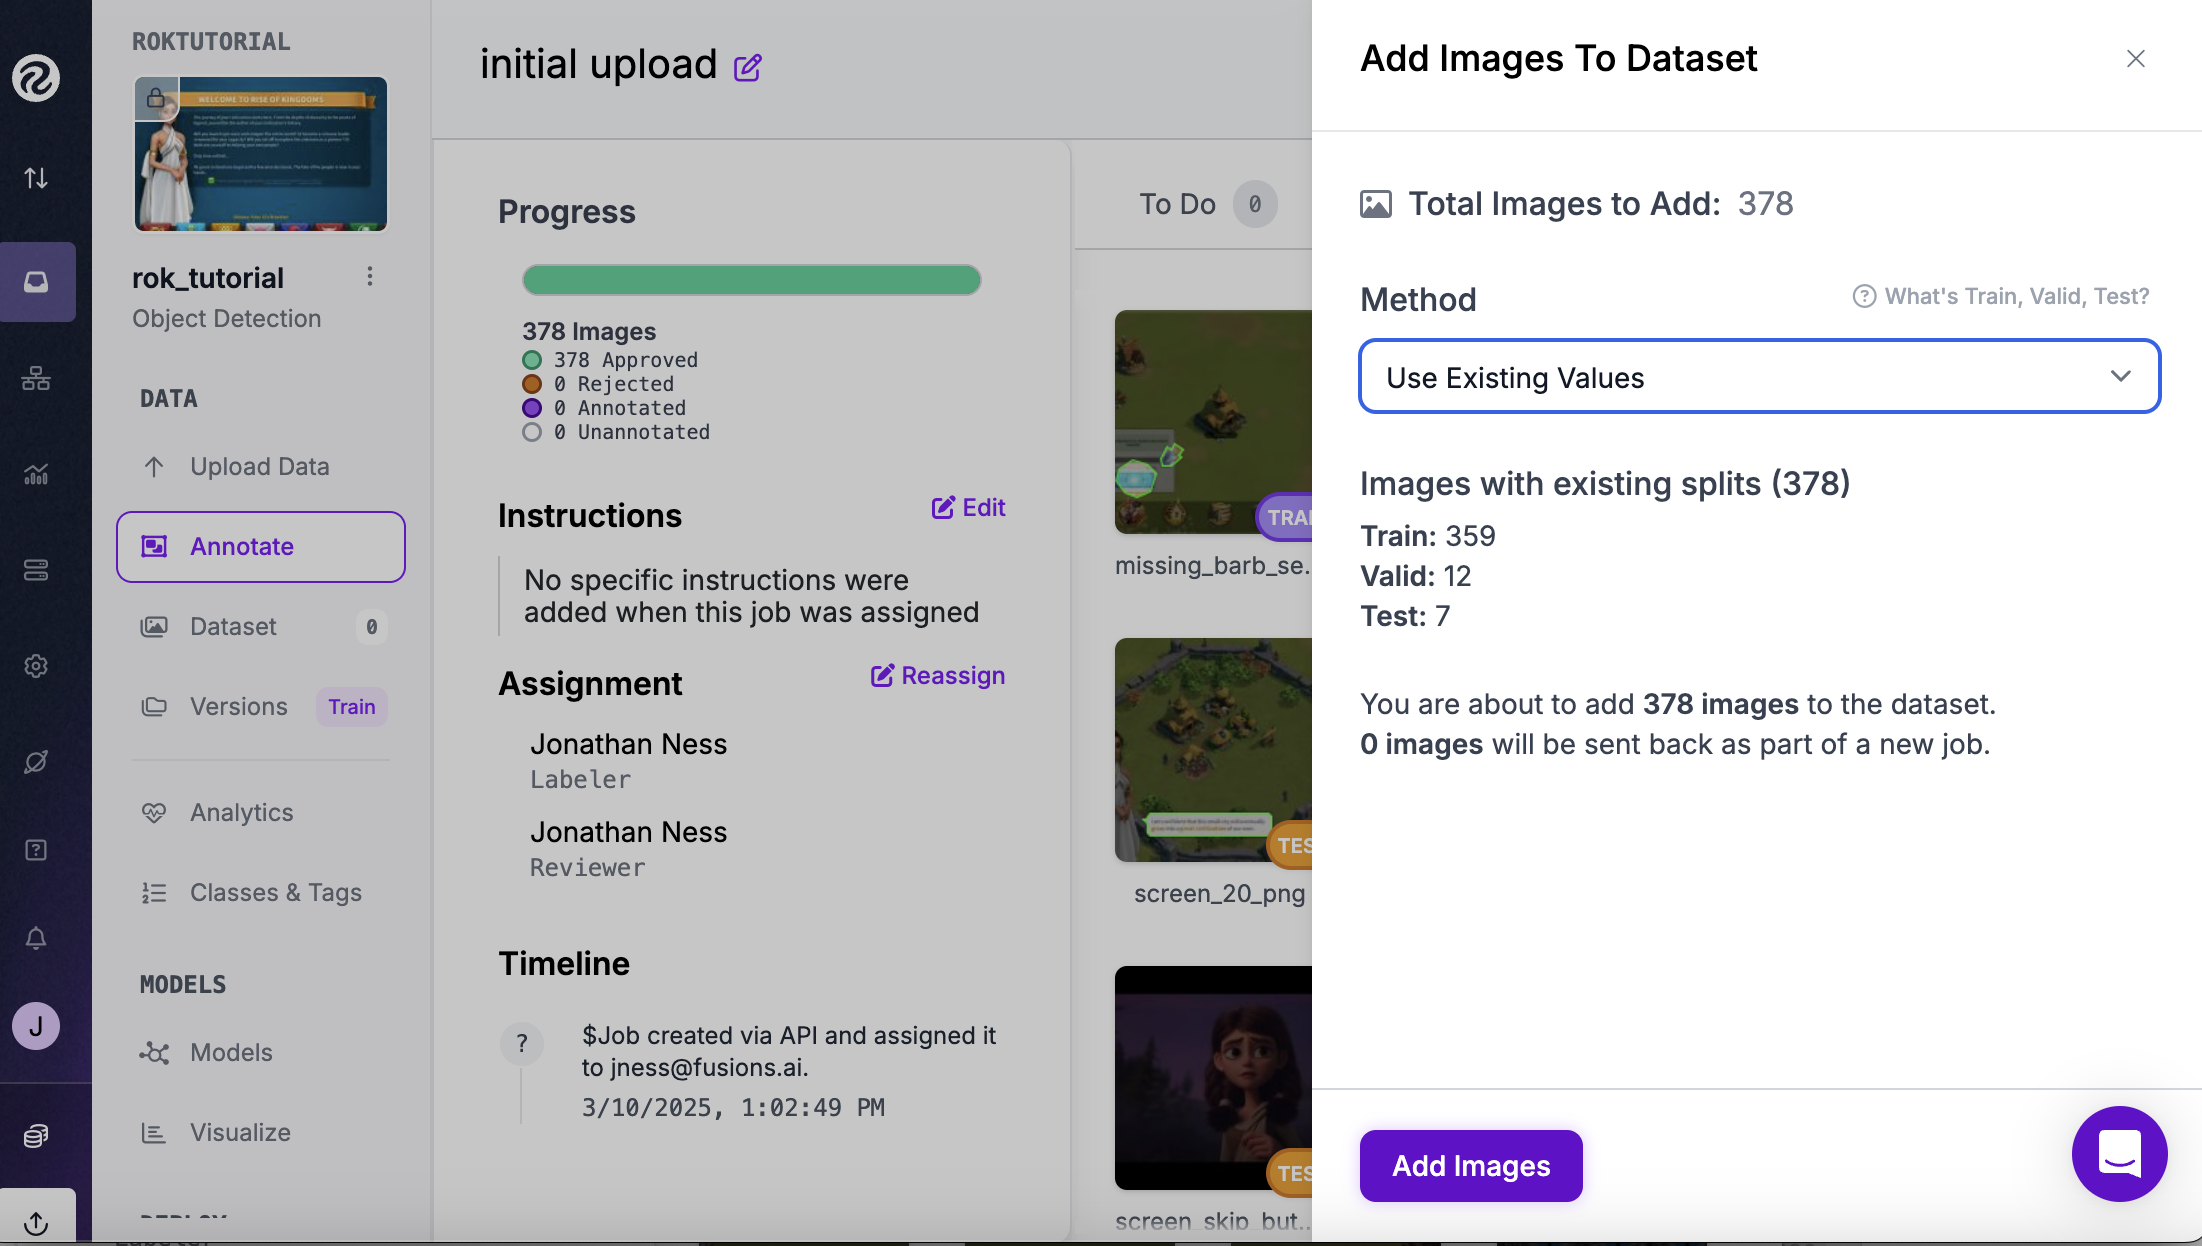 ROKTUTORIAL
WELCOME TO RISE OF KINGDOMS
rok_tutorial
Object Detection
DATA
Upload Data
Annotate
Dataset
0
Versions
Train
Analytics
Classes & Tags
MODELS
Models
Visualize
DEPLOY
J
initial upload
Progress
378 Images
378 Approved
0 Rejected
0 Annotated
0 Unannotated
Instructions
Edit
No specific instructions were
added when this job was assigned
Assignment
Reassign
Jonathan Ness
Labeler
Jonathan Ness
Reviewer
Timeline
?
$Job created via API and assigned it
to jness@fusions.ai.
3/10/2025, 1:02:49 PM
To Do
0
TRAI
missing_barb_se..
TES
screen_20_png
TES
screen_skip_but..
Add Images To Dataset
Total Images to Add: 378
Method
What's Train, Valid, Test?
Use Existing Values
Images with existing splits (378)
Train: 359
Valid: 12
Test: 7
You are about to add 378 images to the dataset.
0 images will be sent back as part of a new job.
Add Images